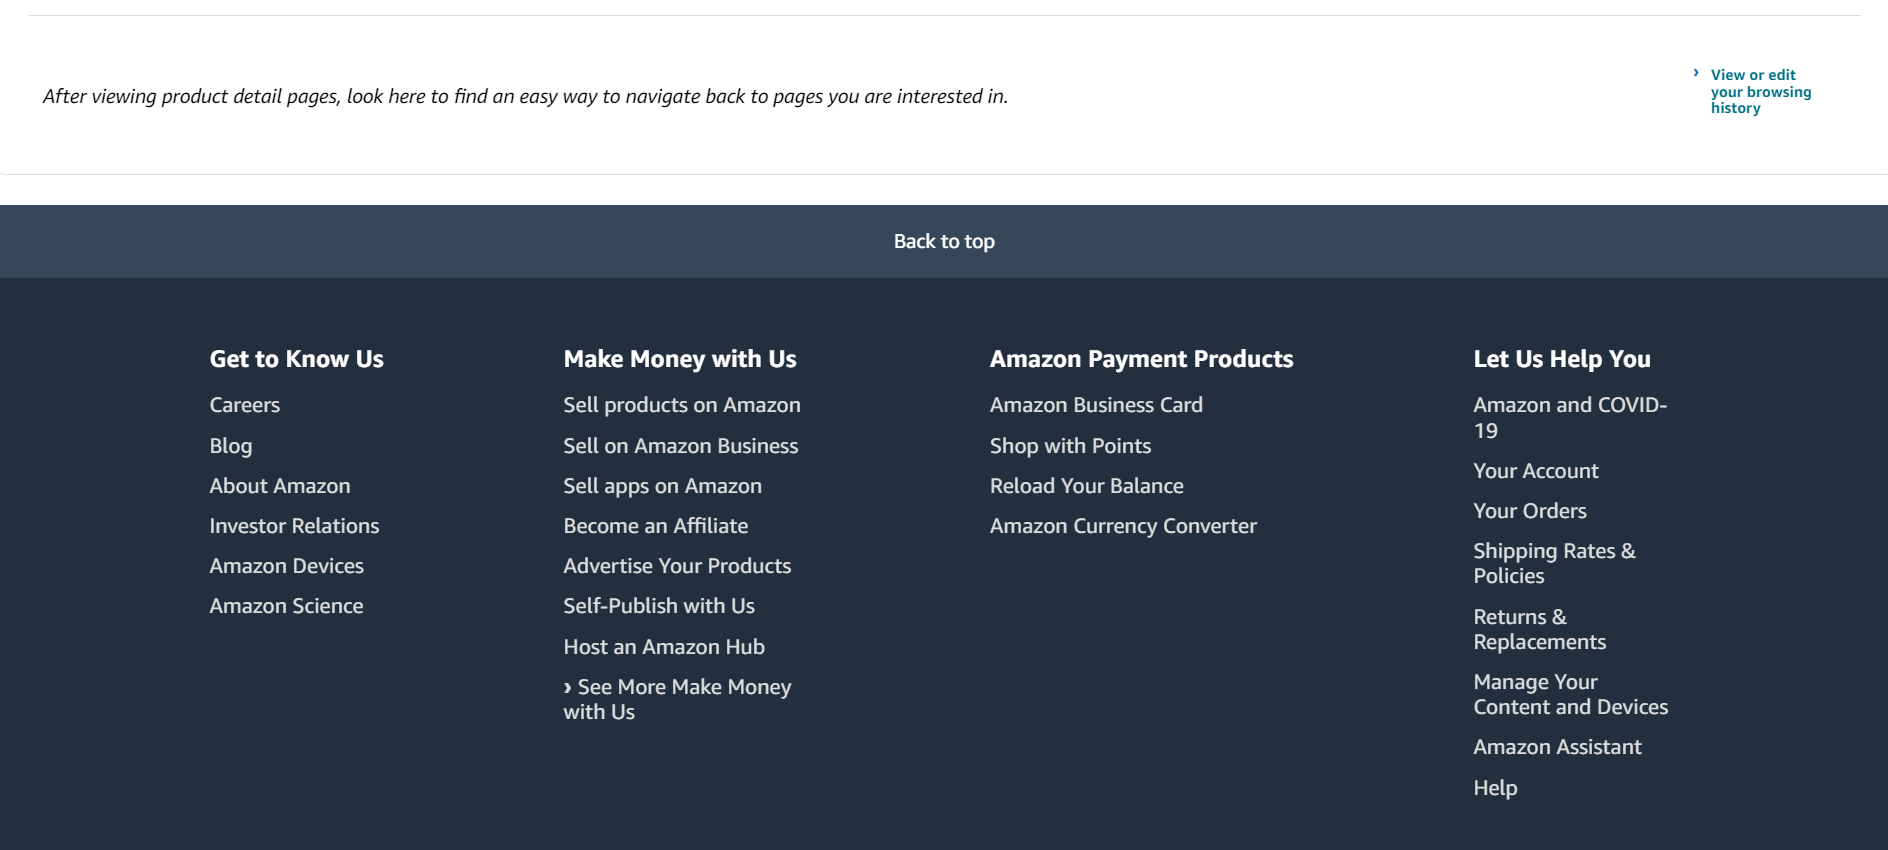 After viewing product detail pages, look here to find an easy way to navigate back to pages you are interested in.
› View or edit
your browsing
history
Back to top
Get to Know Us
Careers
Blog
About Amazon
Investor Relations
Amazon Devices
Amazon Science
Make Money with Us
Sell products on Amazon
Sell on Amazon Business
Sell apps on Amazon
Become an Affiliate
Advertise Your Products
Self-Publish with Us
Host an Amazon Hub
› See More Make Money
with Us
Amazon Payment Products
Amazon Business Card
Shop with Points
Reload Your Balance
Amazon Currency Converter
Let Us Help You
Amazon and COVID-
19
Your Account
Your Orders
Shipping Rates &
Policies
Returns &
Replacements
Manage Your
Content and Devices
Amazon Assistant
Help